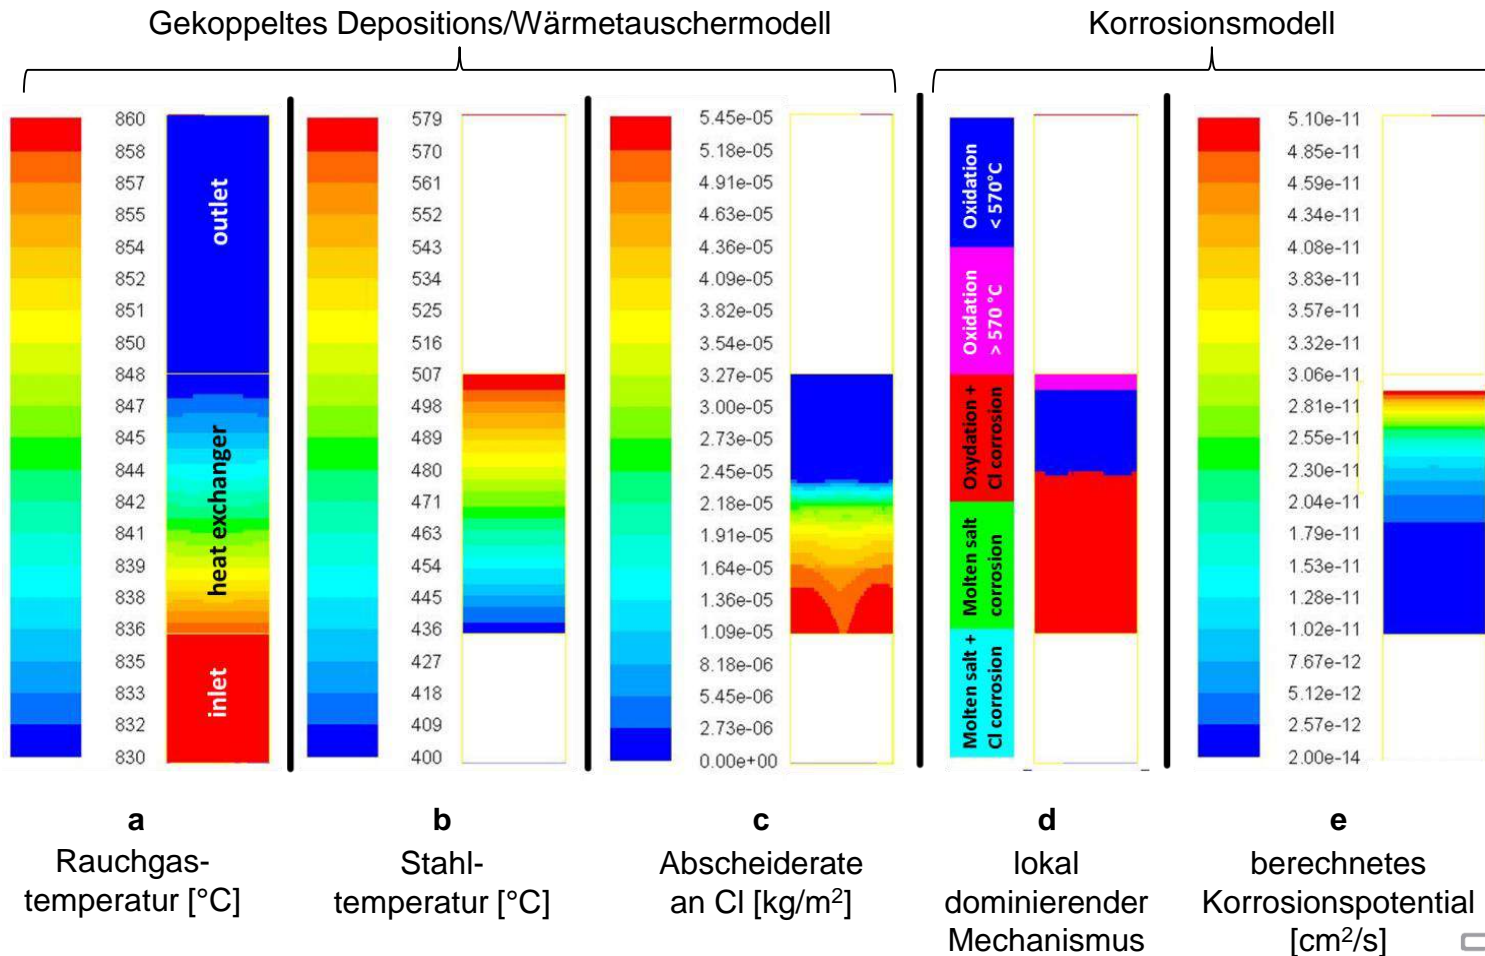 Gekoppeltes Depositions/Wärmetauschermodell
Korrosionsmodell
860
858
857
855
854
852
851
850
848
847
845
844
842
841
839
838
836
835
833
832
830
outlet
heat exchanger
inlet
579
570
561
552
543
534
525
516
507
498
489
480
471
463
454
445
436
427
418
409
400
5.45e-05
5.18e-05
4.91e-05
4.63e-05
4.36e-05
4.09e-05
3.82e-05
3.54e-05
3.27e-05
3.00e-05
2.73e-05
2.45e-05
2.18e-05
1.91e-05
1.64e-05
1.36e-05
1.09e-05
8.18e-06
5.45e-06
2.73e-06
0.00e+00
Oxidation
< 570°C
Oxidation
> 570 °C
Oxydation +
Cl corrosion
Molten salt
corrosion
Molten salt +
Cl corrosion
5.10e-11
4.85e-11
4.59e-11
4.34e-11
4.08e-11
3.83e-11
3.57e-11
3.32e-11
3.06e-11
2.81e-11
2.55e-11
2.30e-11
2.04e-11
1.79e-11
1.53e-11
1.28e-11
1.02e-11
7.67e-12
5.12e-12
2.57e-12
2.00e-14
a
Rauchgas-
temperatur [°C]
b
Stahl-
temperatur [°C]
c
Abscheiderate
an Cl [kg/m²]
d
lokal
dominierender
Mechanismus
e
berechnetes
Korrosionspotential
[cm²/s]